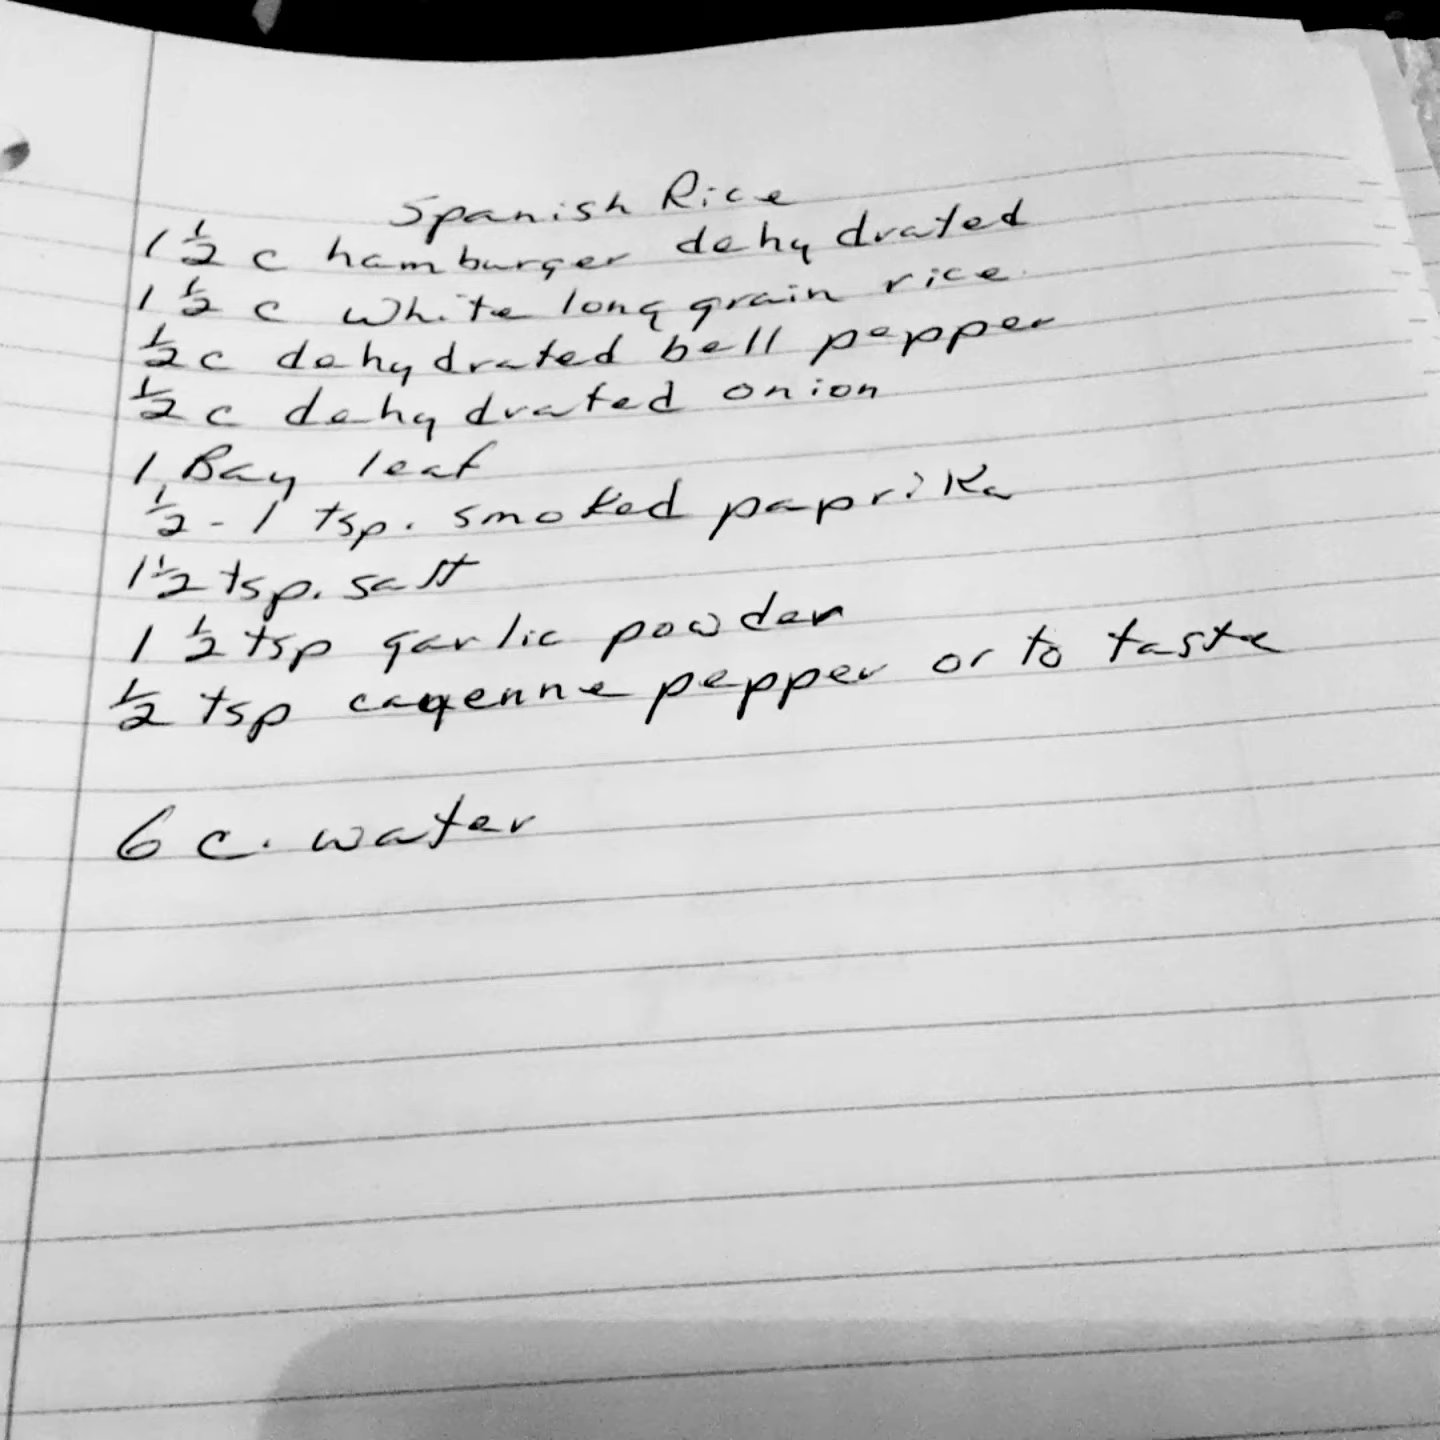 Spanish Rice
1 1/2 c hamburger dehydrated
1 1/2 c White long grain rice
1/2 c dehydrated bell pepper
1/2 c dehydrated onion
1 Bay leaf
1/2 - 1 tsp. smoked paprika
1 1/2 tsp. salt
1 1/2 tsp garlic powder
1/2 tsp cayenne pepper or to taste
6 c. water